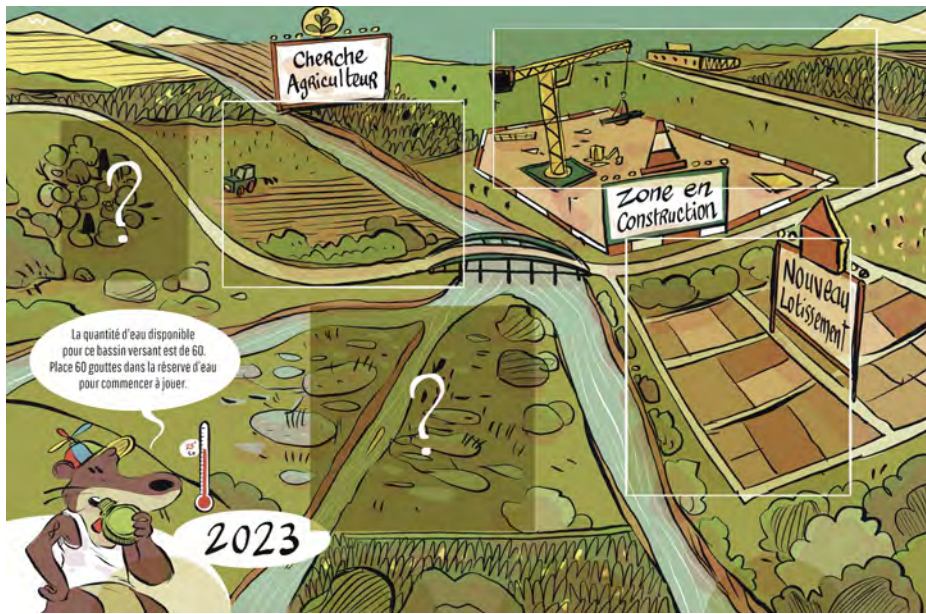 Cherche
Agriculteur
Zone en
Construction
Nouveau
Lotissement
?
?
La quantité d'eau disponible
pour ce bassin versant est de 60.
Place 60 gouttes dans la réserve d'eau
pour commencer à jouer.
2023